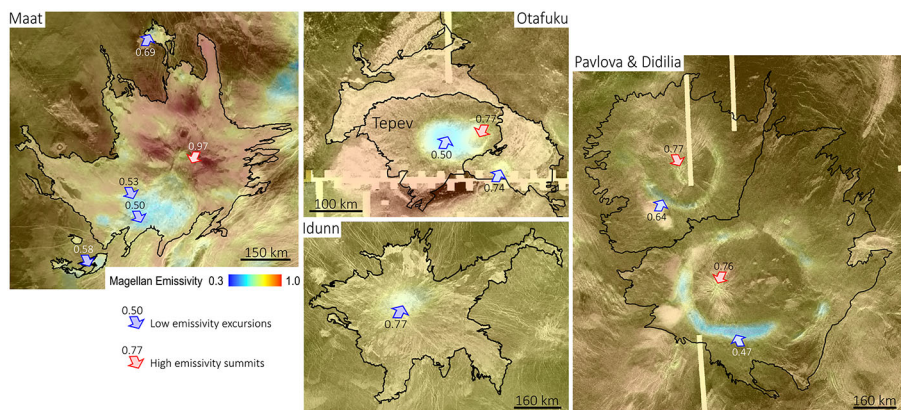 Maat
0.69
0.97
0.53
0.50
0.58
150 km
Otafuku
Tepev
0.77
0.50
0.74
100 km
Idunn
0.77
160 km
Pavlova & Didilia
0.77
0.64
0.76
0.47
160 km
Magellan Emissivity 0.3 1.0
0.50
Low emissivity excursions
0.77
High emissivity summits